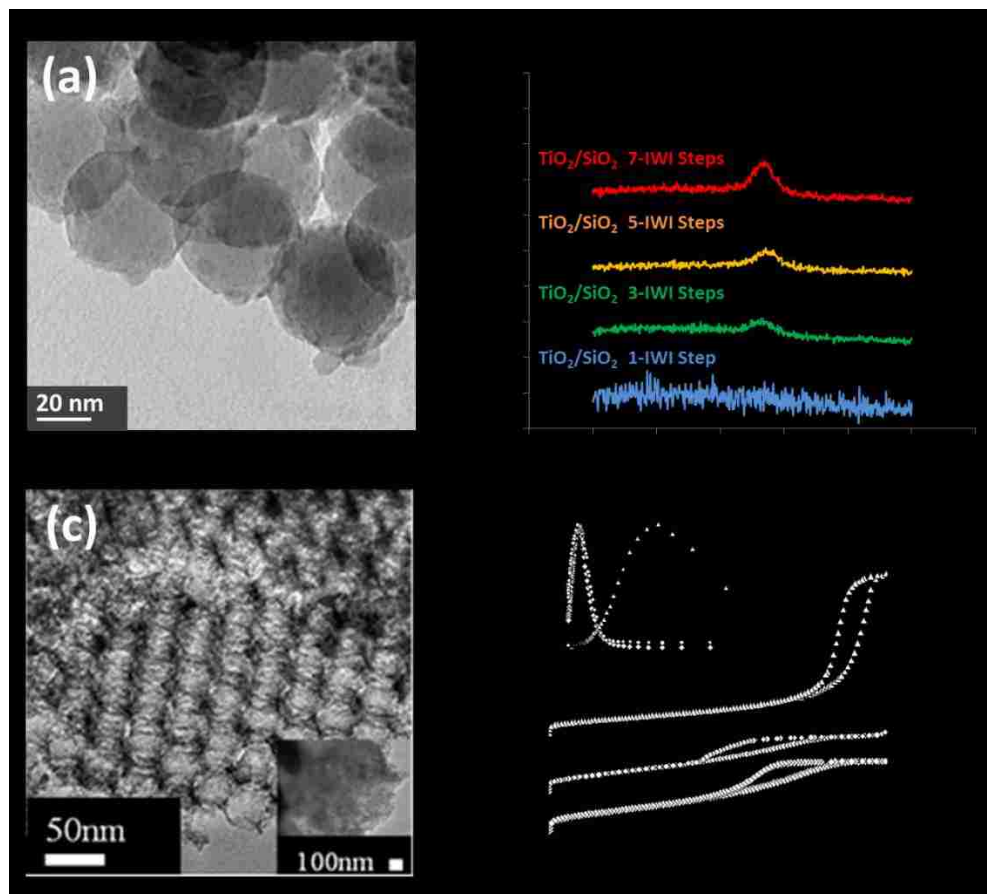 (a)
20 nm
TiO₂/SiO₂ 7-IWI Steps
TiO₂/SiO₂ 5-IWI Steps
TiO₂/SiO₂ 3-IWI Steps
TiO₂/SiO₂ 1-IWI Step
(c)
50nm
100nm